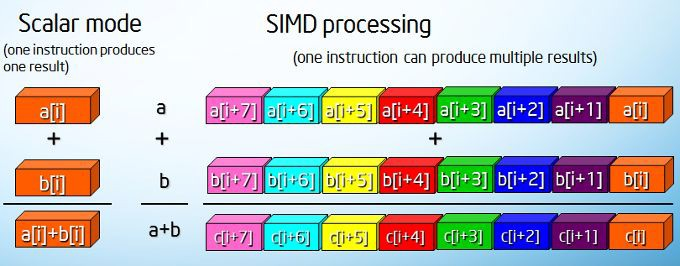 Scalar mode
(one instruction produces
one result)
SIMD processing
(one instruction can produce multiple results)
a[i] a a[i+7] a[i+6] a[i+5] a[i+4] a[i+3] a[i+2] a[i+1] a[i]
+ + +
b[i] b b[i+7] b[i+6] b[i+5] b[i+4] b[i+3] b[i+2] b[i+1] b[i]
a[i]+b[i] a+b c[i+7] c[i+6] c[i+5] c[i+4] c[i+3] c[i+2] c[i+1] c[i]